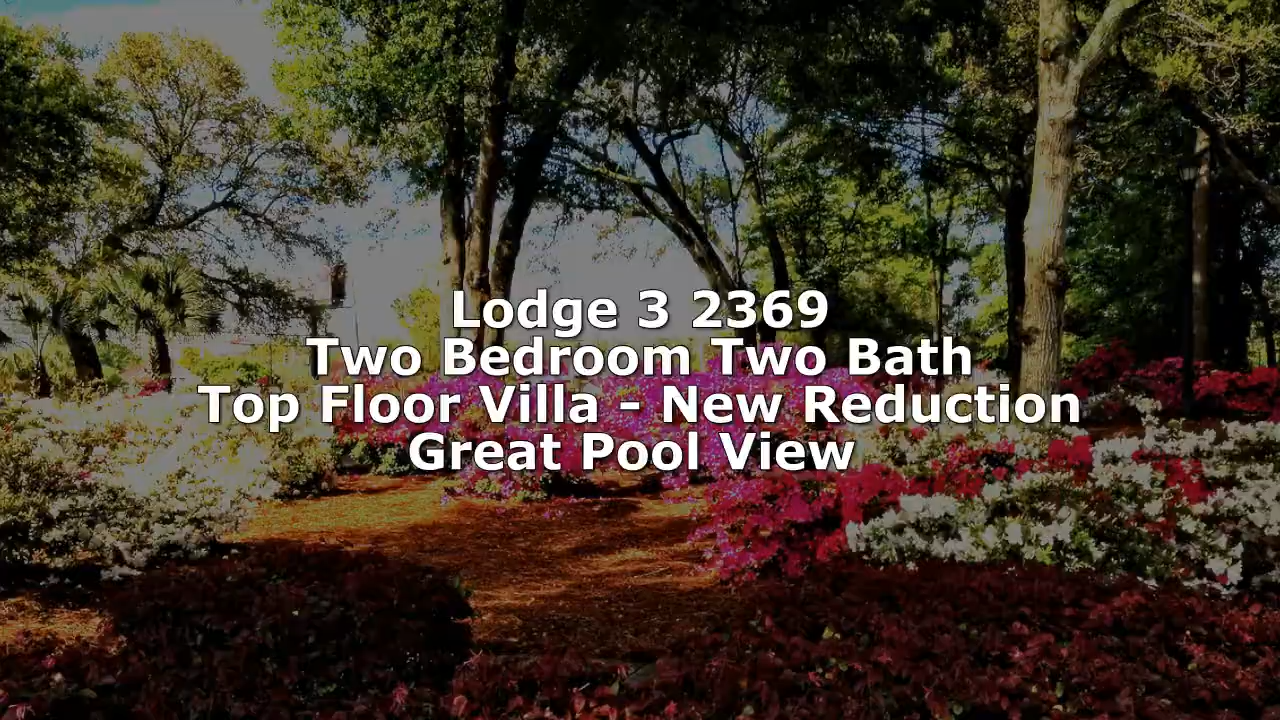 Lodge 3 2369
Two Bedroom Two Bath
Top Floor Villa - New Reduction
Great Pool View